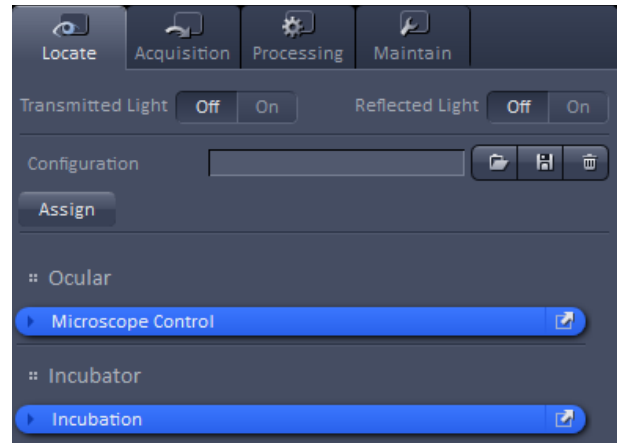 Locate Acquisition Processing Maintain
Transmitted Light Off On Reflected Light Off On
Configuration
Assign
Ocular
Microscope Control
Incubator
Incubation